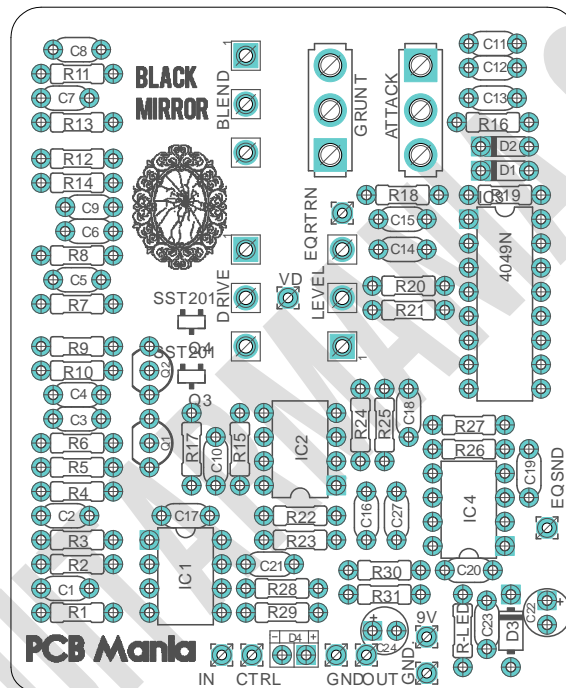 C8
R11
C7
R13
R12
R14
C9
C6
R8
C5
R7
R9
R10
C4
C3
R6
R5
R4
C2
R3
R2
C1
R1
BLACK
MIRROR
BLEND
1
GRUNT
ATTACK
C11
C12
C13
R16
D2
D1
R19
IC3
4049N
R18
C15
C14
EQRTRN
R20
R21
LEVEL
1
VD
DRIVE
1
SST201
Q4
SST201
Q3
Q2
Q1
R17
C10
R15
IC2
R24
R25
C18
R27
R26
C19
IC4
EQSND
C17
IC1
R22
R23
C16
C27
C21
R28
R29
R30
R31
C20
C24
9V
GND
R-LED
C23
D3
C22
+
+
- D4 +
PCB Mania
IN
CTRL
GND
OUT